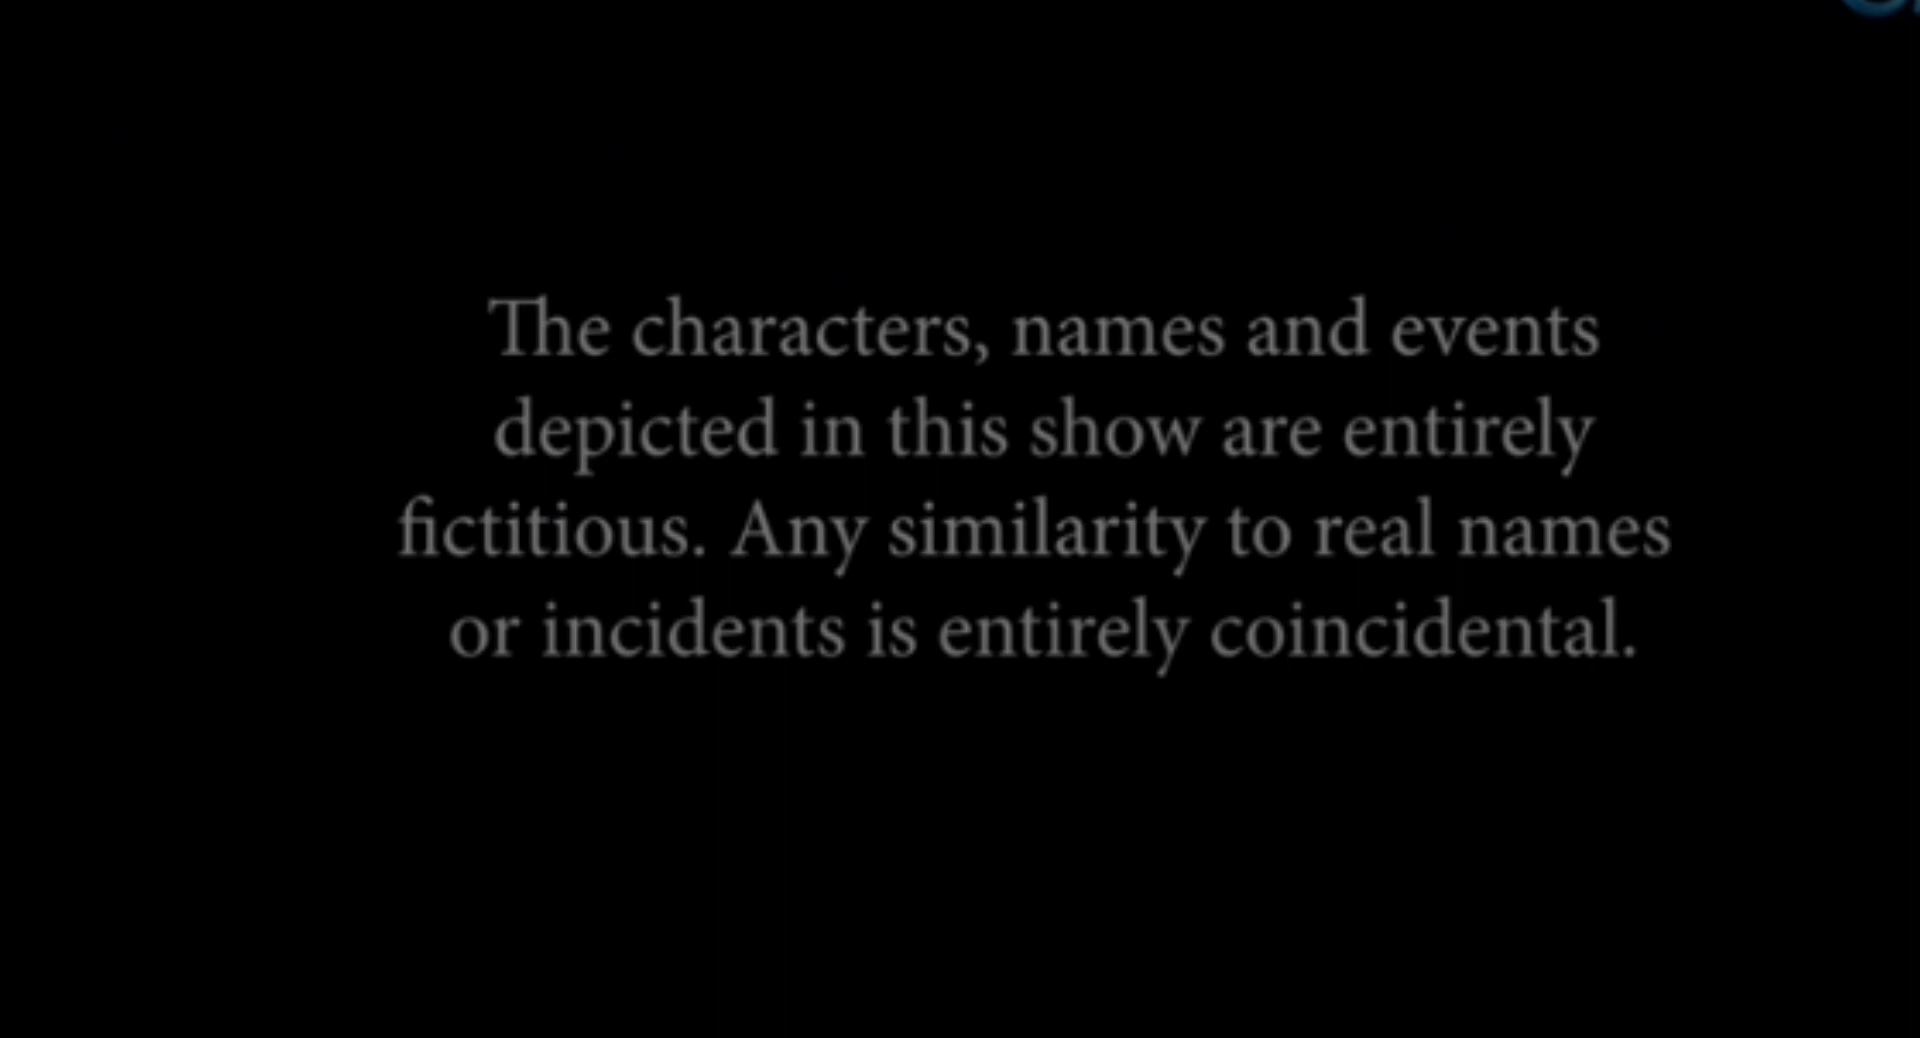 The characters, names and events
depicted in this show are entirely
fictitious. Any similarity to real names
or incidents is entirely coincidental.